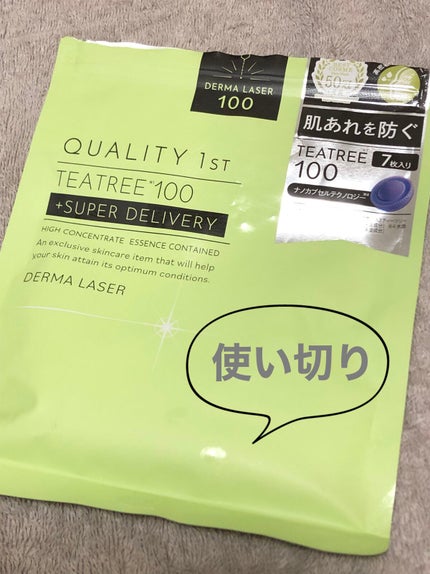 DERMA LASER
100
QUALITY 1ST
TEATREE*100
+SUPER DELIVERY
HIGH CONCENTRATE ESSENCE CONTAINED
An exclusive skincare item that will help
your skin attain its optimum conditions.
DERMA LASER
肌あれを防ぐ
TEATREE
100
7枚入り
ナノカプセルテクノロジー
使い切り